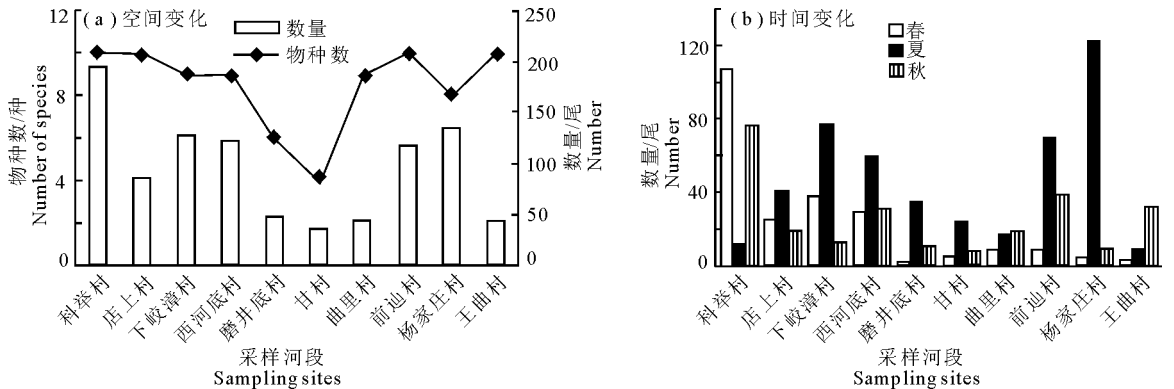 (a) 空间变化
数量
物种数
12
8
4
0
物种数/种
Number of species
250
200
150
100
50
0
数量/尾
Number
科举村
店上村
下皎漳村
西河底村
磨井底村
甘村
曲里村
前辿村
杨家庄村
王曲村
采样河段
Sampling sites
(b) 时间变化
春
夏
秋
120
80
40
0
数量/尾
Number
科举村
店上村
下皎漳村
西河底村
磨井底村
甘村
曲里村
前辿村
杨家庄村
王曲村
采样河段
Sampling sites